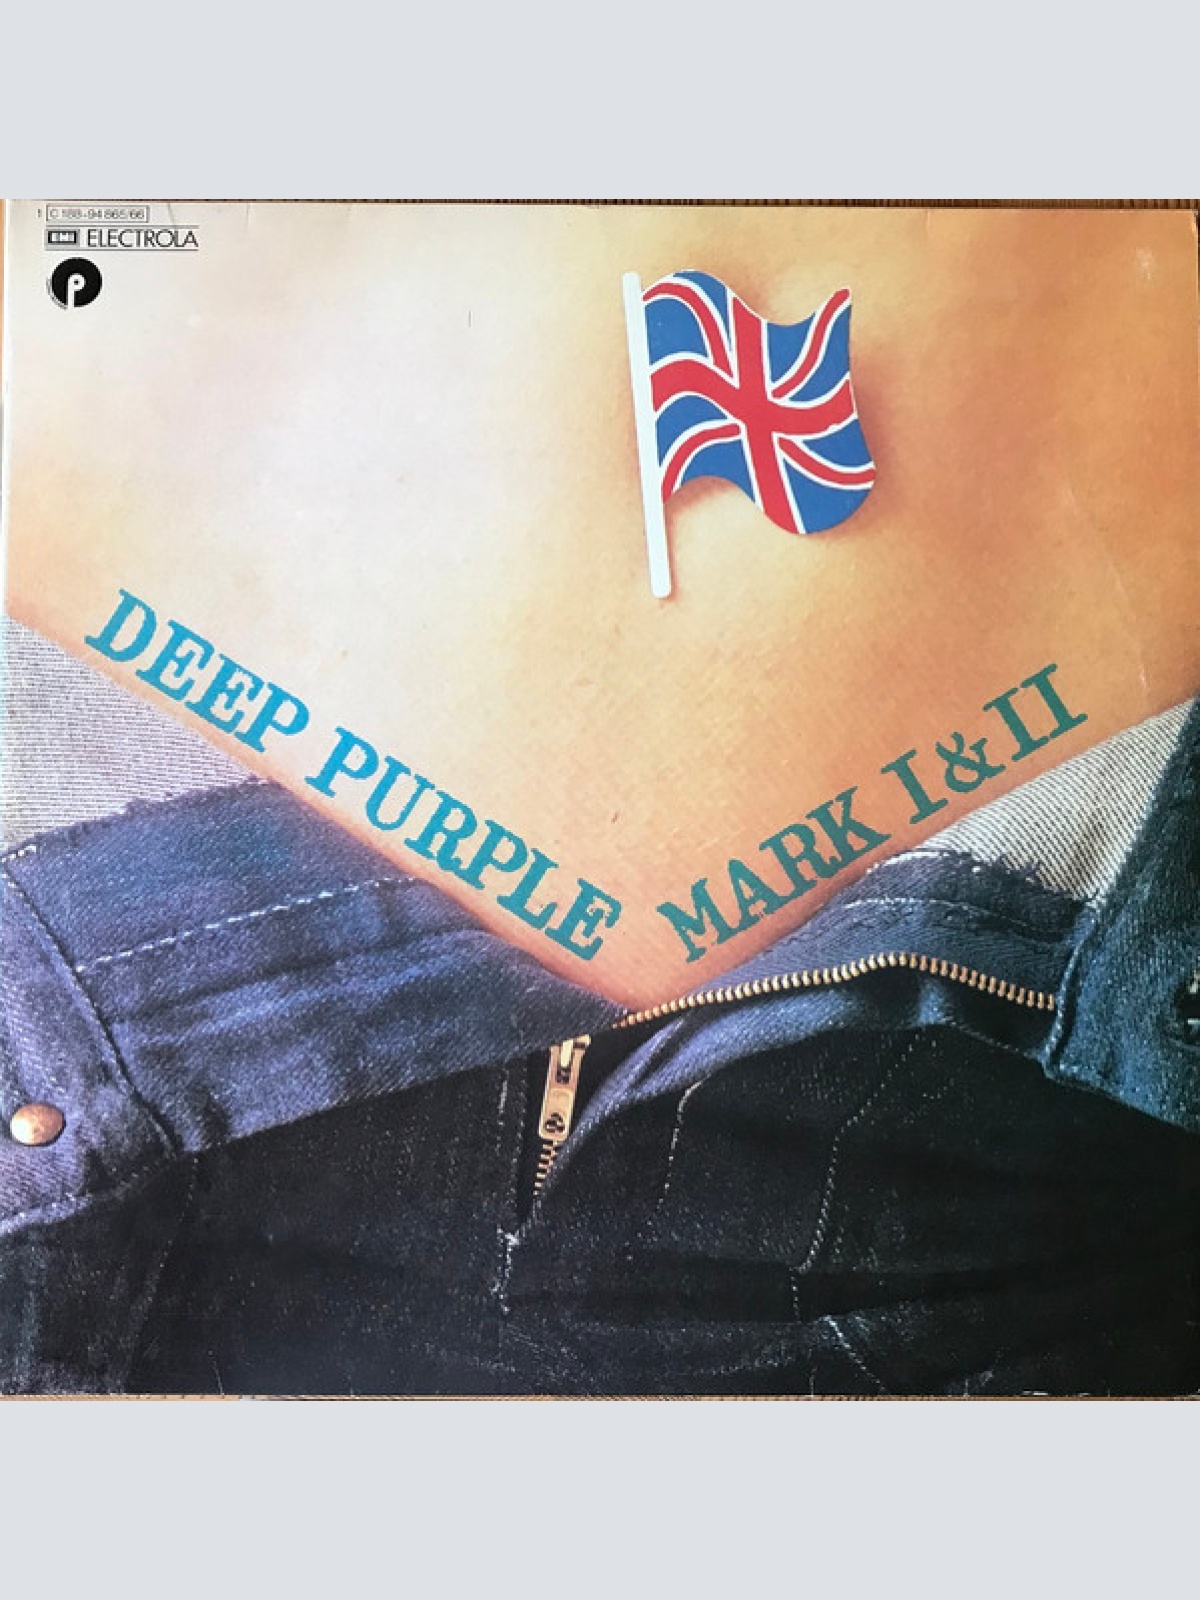 1 C 188-94 865/66
EMI ELECTROLA
P
DEEP PURPLE
MARK I & II